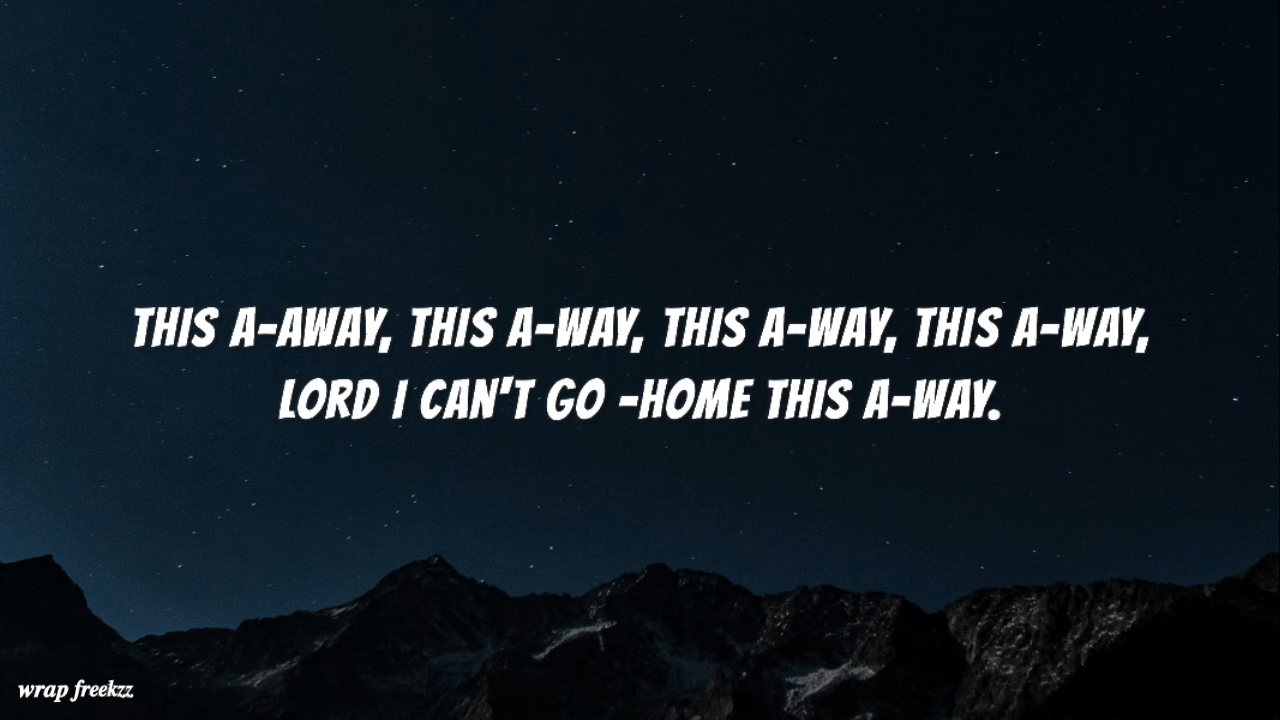 THIS A-AWAY, THIS A-WAY, THIS A-WAY, THIS A-WAY,
LORD I CAN'T GO -HOME THIS A-WAY.
wrap freekzz